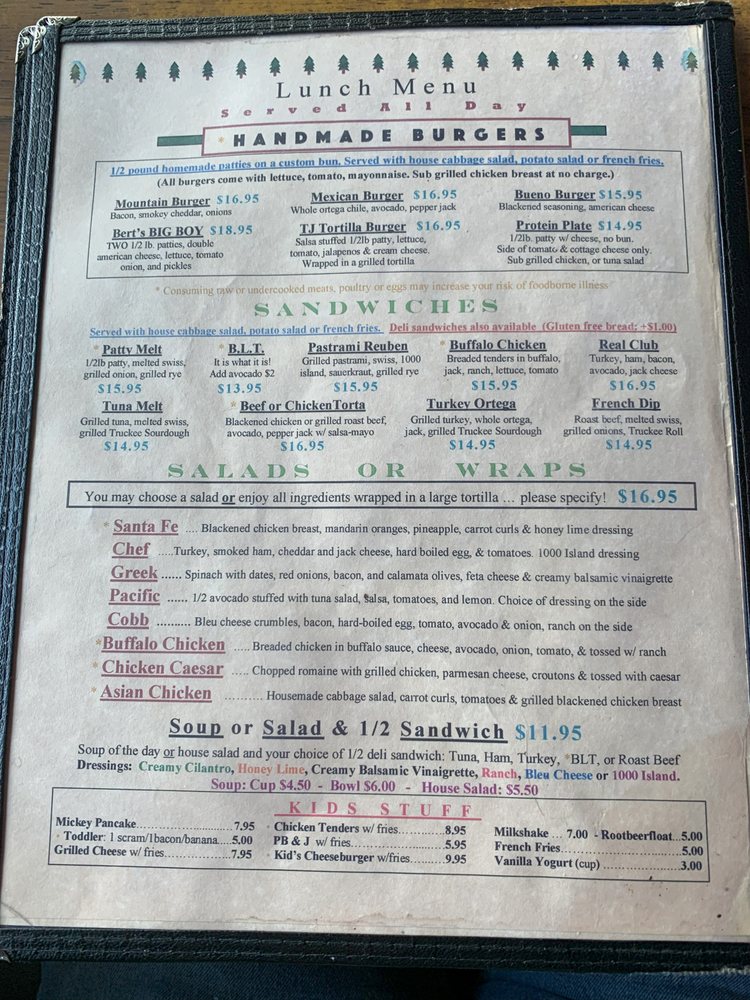 Lunch Menu
Served All Day
* HANDMADE BURGERS
1/2 pound homemade patties on a custom bun. Served with house cabbage salad, potato salad or french fries.
(All burgers come with lettuce, tomato, mayonnaise. Sub grilled chicken breast at no charge.)
Mountain Burger $16.95
Bacon, smokey cheddar, onions
Mexican Burger $16.95
Whole ortega chile, avocado, pepper jack
Bueno Burger $15.95
Blackened seasoning, american cheese
Bert's BIG BOY $18.95
TWO 1/2 lb. patties, double
american cheese, lettuce, tomato
onion, and pickles
TJ Tortilla Burger $16.95
Salsa stuffed 1/2lb patty, lettuce,
tomato, jalapenos & cream cheese.
Wrapped in a grilled tortilla
Protein Plate $14.95
1/2lb. patty w/ cheese, no bun.
Side of tomato & cottage cheese only.
Sub grilled chicken, or tuna salad
* Consuming raw or undercooked meats, poultry or eggs may increase your risk of foodborne illness
SANDWICHES
Served with house cabbage salad, potato salad or french fries. Deli sandwiches also available (Gluten free bread: +$1.00)
* Patty Melt
1/2lb patty, melted swiss,
grilled onion, grilled rye
$15.95
* B.L.T.
It is what it is!
Add avocado $2
$13.95
Pastrami Reuben
Grilled pastrami, swiss, 1000
island, sauerkraut, grilled rye
$15.95
* Buffalo Chicken
Breaded tenders in buffalo,
jack, ranch, lettuce, tomato
$15.95
Real Club
Turkey, ham, bacon,
avocado, jack cheese
$16.95
Tuna Melt
Grilled tuna, melted swiss,
grilled Truckee Sourdough
$14.95
* Beef or ChickenTorta
Blackened chicken or grilled roast beef,
avocado, pepper jack w/ salsa-mayo
$16.95
Turkey Ortega
Grilled turkey, whole ortega,
jack, grilled Truckee Sourdough
$14.95
French Dip
Roast beef, melted swiss,
grilled onions, Truckee Roll
$14.95
SALADS OR WRAPS
You may choose a salad or enjoy all ingredients wrapped in a large tortilla ... please specify! $16.95
* Santa Fe .... Blackened chicken breast, mandarin oranges, pineapple, carrot curls & honey lime dressing
Chef .....Turkey, smoked ham, cheddar and jack cheese, hard boiled egg, & tomatoes. 1000 Island dressing
Greek ...... Spinach with dates, red onions, bacon, and calamata olives, feta cheese & creamy balsamic vinaigrette
Pacific ...... 1/2 avocado stuffed with tuna salad, salsa, tomatoes, and lemon. Choice of dressing on the side
Cobb .......... Bleu cheese crumbles, bacon, hard-boiled egg, tomato, avocado & onion, ranch on the side
*Buffalo Chicken ..... Breaded chicken in buffalo sauce, cheese, avocado, onion, tomato, & tossed w/ ranch
* Chicken Caesar ..... Chopped romaine with grilled chicken, parmesan cheese, croutons & tossed with caesar
* Asian Chicken .......... Housemade cabbage salad, carrot curls, tomatoes & grilled blackened chicken breast
Soup or Salad & 1/2 Sandwich $11.95
Soup of the day or house salad and your choice of 1/2 deli sandwich: Tuna, Ham, Turkey, *BLT, or Roast Beef
Dressings: Creamy Cilantro, Honey Lime, Creamy Balsamic Vinaigrette, Ranch, Bleu Cheese or 1000 Island.
Soup: Cup $4.50 - Bowl $6.00 - House Salad: $5.50
KIDS STUFF
Mickey Pancake..........................7.95
* Toddler: 1 scram/1bacon/banana....5.00
Grilled Cheese w/ fries..................7.95
* Chicken Tenders w/ fries............8.95
PB & J w/ fries........................5.95
* Kid's Cheeseburger w/fries.........9.95
Milkshake ... 7.00 - Rootbeerfloat..5.00
French Fries..............................5.00
Vanilla Yogurt (cup) .....................3.00